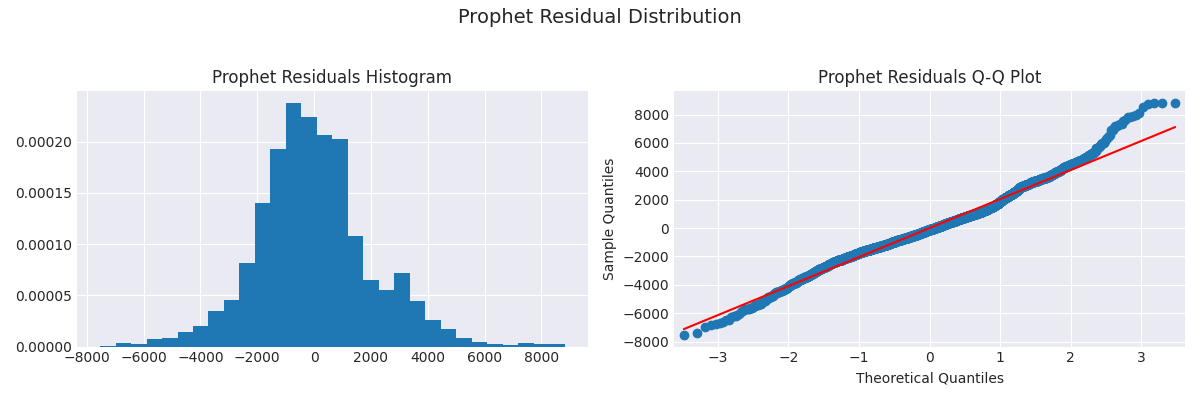 Prophet Residual Distribution
Prophet Residuals Histogram
0.00020
0.00015
0.00010
0.00005
0.00000
−8000 −6000 −4000 −2000 0 2000 4000 6000 8000
Prophet Residuals Q-Q Plot
Sample Quantiles
8000
6000
4000
2000
0
−2000
−4000
−6000
−8000
−3 −2 −1 0 1 2 3
Theoretical Quantiles